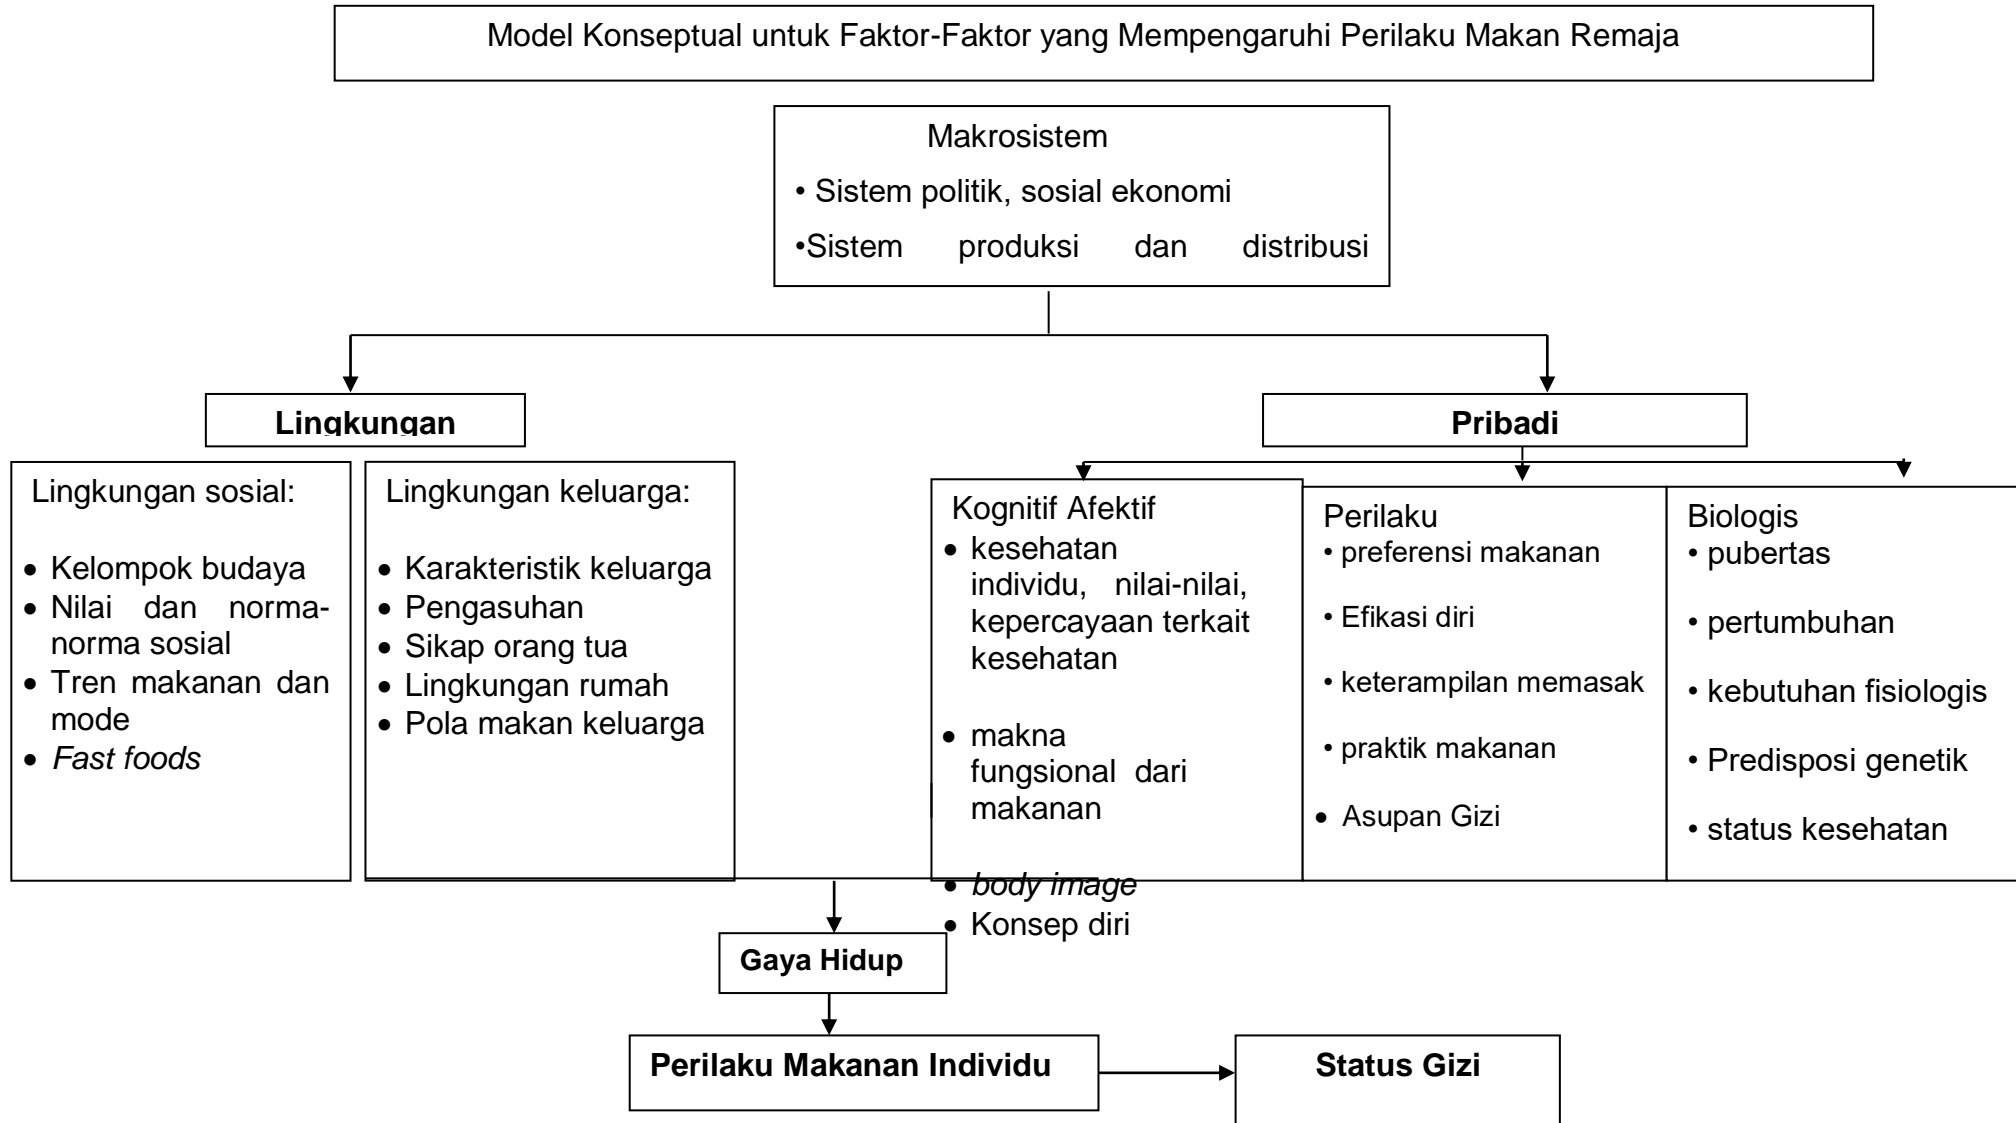 Model Konseptual untuk Faktor-Faktor yang Mempengaruhi Perilaku Makan Remaja
Makrosistem
• Sistem politik, sosial ekonomi
•Sistem produksi dan distribusi
Lingkungan
Pribadi
Lingkungan sosial:
• Kelompok budaya
• Nilai dan norma-
norma sosial
• Tren makanan dan
mode
• Fast foods
Lingkungan keluarga:
• Karakteristik keluarga
• Pengasuhan
• Sikap orang tua
• Lingkungan rumah
• Pola makan keluarga
Kognitif Afektif
• kesehatan
individu, nilai-nilai,
kepercayaan terkait
kesehatan
• makna
fungsional dari
makanan
• body image
• Konsep diri
Perilaku
• preferensi makanan
• Efikasi diri
• keterampilan memasak
• praktik makanan
• Asupan Gizi
Biologis
• pubertas
• pertumbuhan
• kebutuhan fisiologis
• Predisposi genetik
• status kesehatan
Gaya Hidup
Perilaku Makanan Individu
Status Gizi